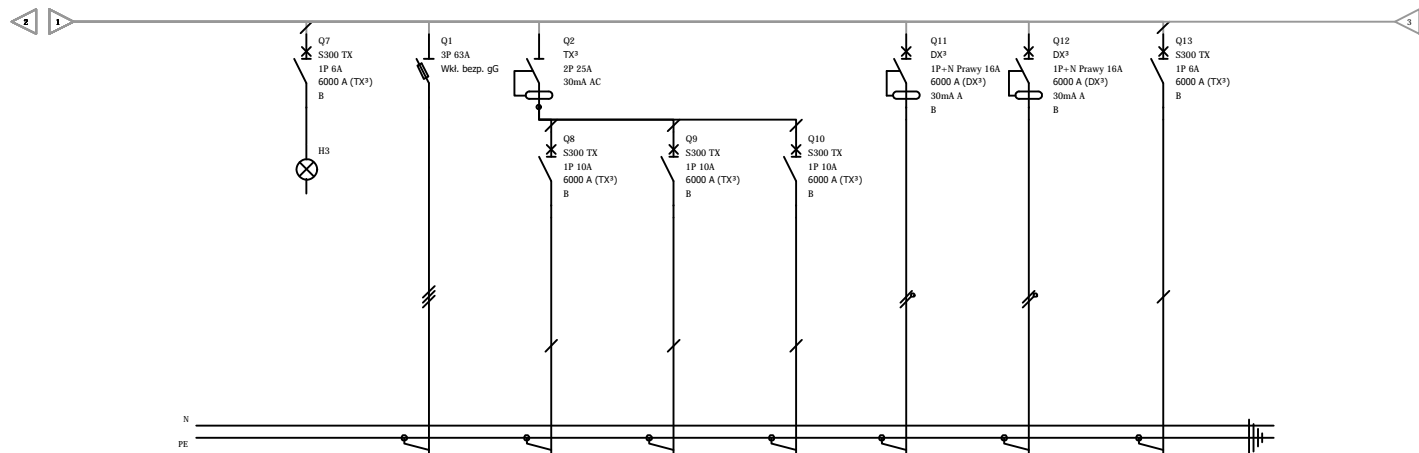 2
1
3
Q7
S300 TX
1P 6A
6000 A (TX³)
B
H3
Q1
3P 63A
Wkł. bezp. gG
Q2
TX³
2P 25A
30mA AC
Q8
S300 TX
1P 10A
6000 A (TX³)
B
Q9
S300 TX
1P 10A
6000 A (TX³)
B
Q10
S300 TX
1P 10A
6000 A (TX³)
B
Q11
DX³
1P+N Prawy 16A
6000 A (DX³)
30mA A
B
Q12
DX³
1P+N Prawy 16A
6000 A (DX³)
30mA A
B
Q13
S300 TX
1P 6A
6000 A (TX³)
B
N
PE